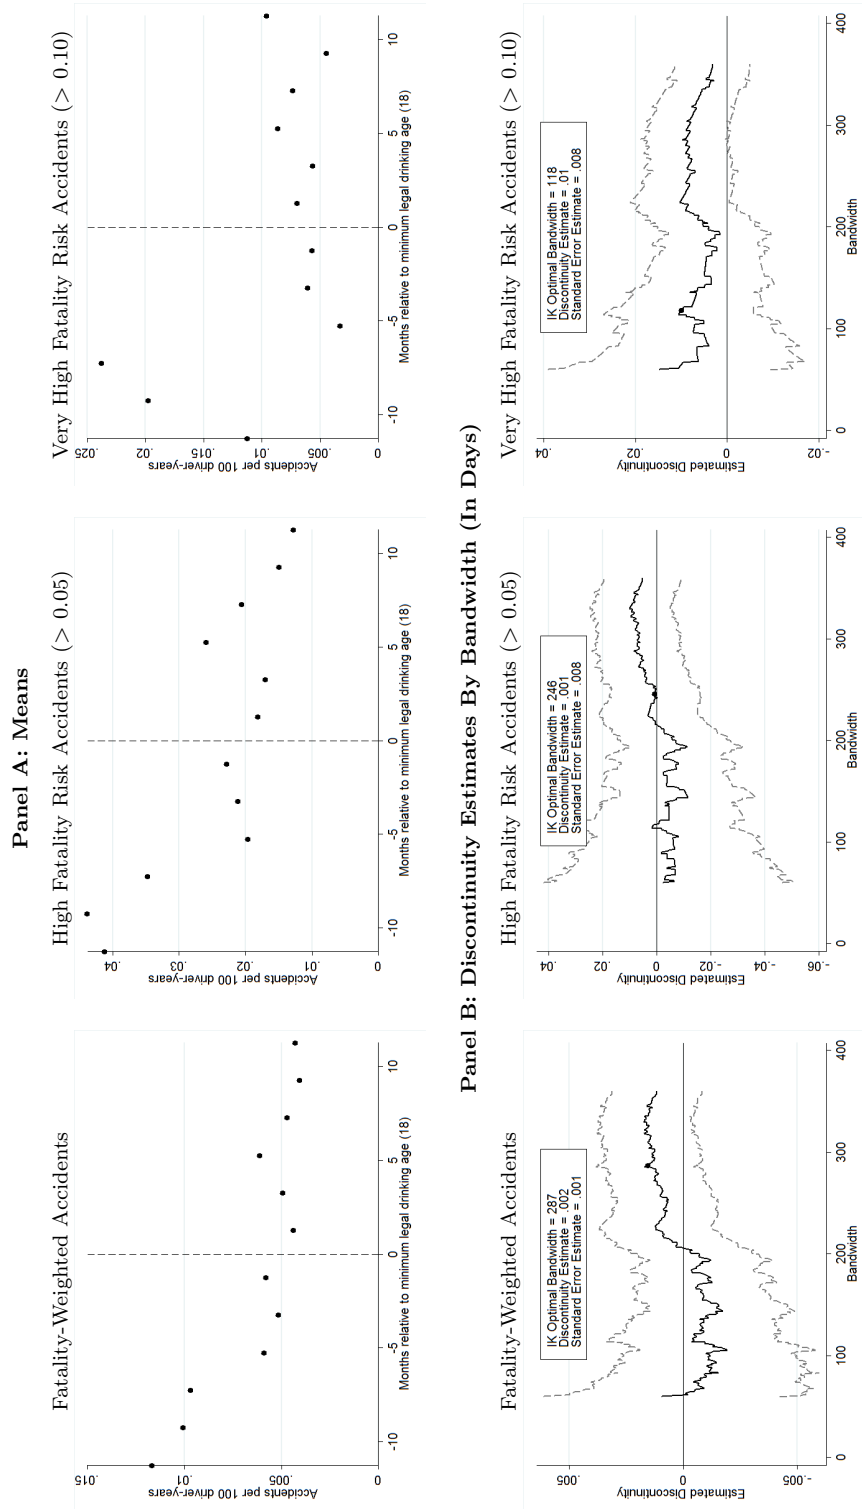 Panel A: Means
Fatality-Weighted Accidents
Accidents per 100 driver-years
0
.005
.01
.015
-10
-5
0
5
10
Months relative to minimum legal drinking age (18)
High Fatality Risk Accidents (> 0.05)
Accidents per 100 driver-years
0
.01
.02
.03
.04
-10
-5
0
5
10
Months relative to minimum legal drinking age (18)
Very High Fatality Risk Accidents (> 0.10)
Accidents per 100 driver-years
0
.005
.01
.015
.02
.025
-10
-5
0
5
10
Months relative to minimum legal drinking age (18)
Panel B: Discontinuity Estimates By Bandwidth (In Days)
Fatality-Weighted Accidents
IK Optimal Bandwidth = 287
Discontinuity Estimate = .002
Standard Error Estimate = .001
Estimated Discontinuity
-.005
0
.005
0
100
200
300
400
Bandwidth
High Fatality Risk Accidents (> 0.05)
IK Optimal Bandwidth = 246
Discontinuity Estimate = .001
Standard Error Estimate = .008
Estimated Discontinuity
-.06
-.04
-.02
0
.02
.04
0
100
200
300
400
Bandwidth
Very High Fatality Risk Accidents (> 0.10)
IK Optimal Bandwidth = 118
Discontinuity Estimate = .01
Standard Error Estimate = .008
Estimated Discontinuity
-.02
0
.02
.04
0
100
200
300
400
Bandwidth